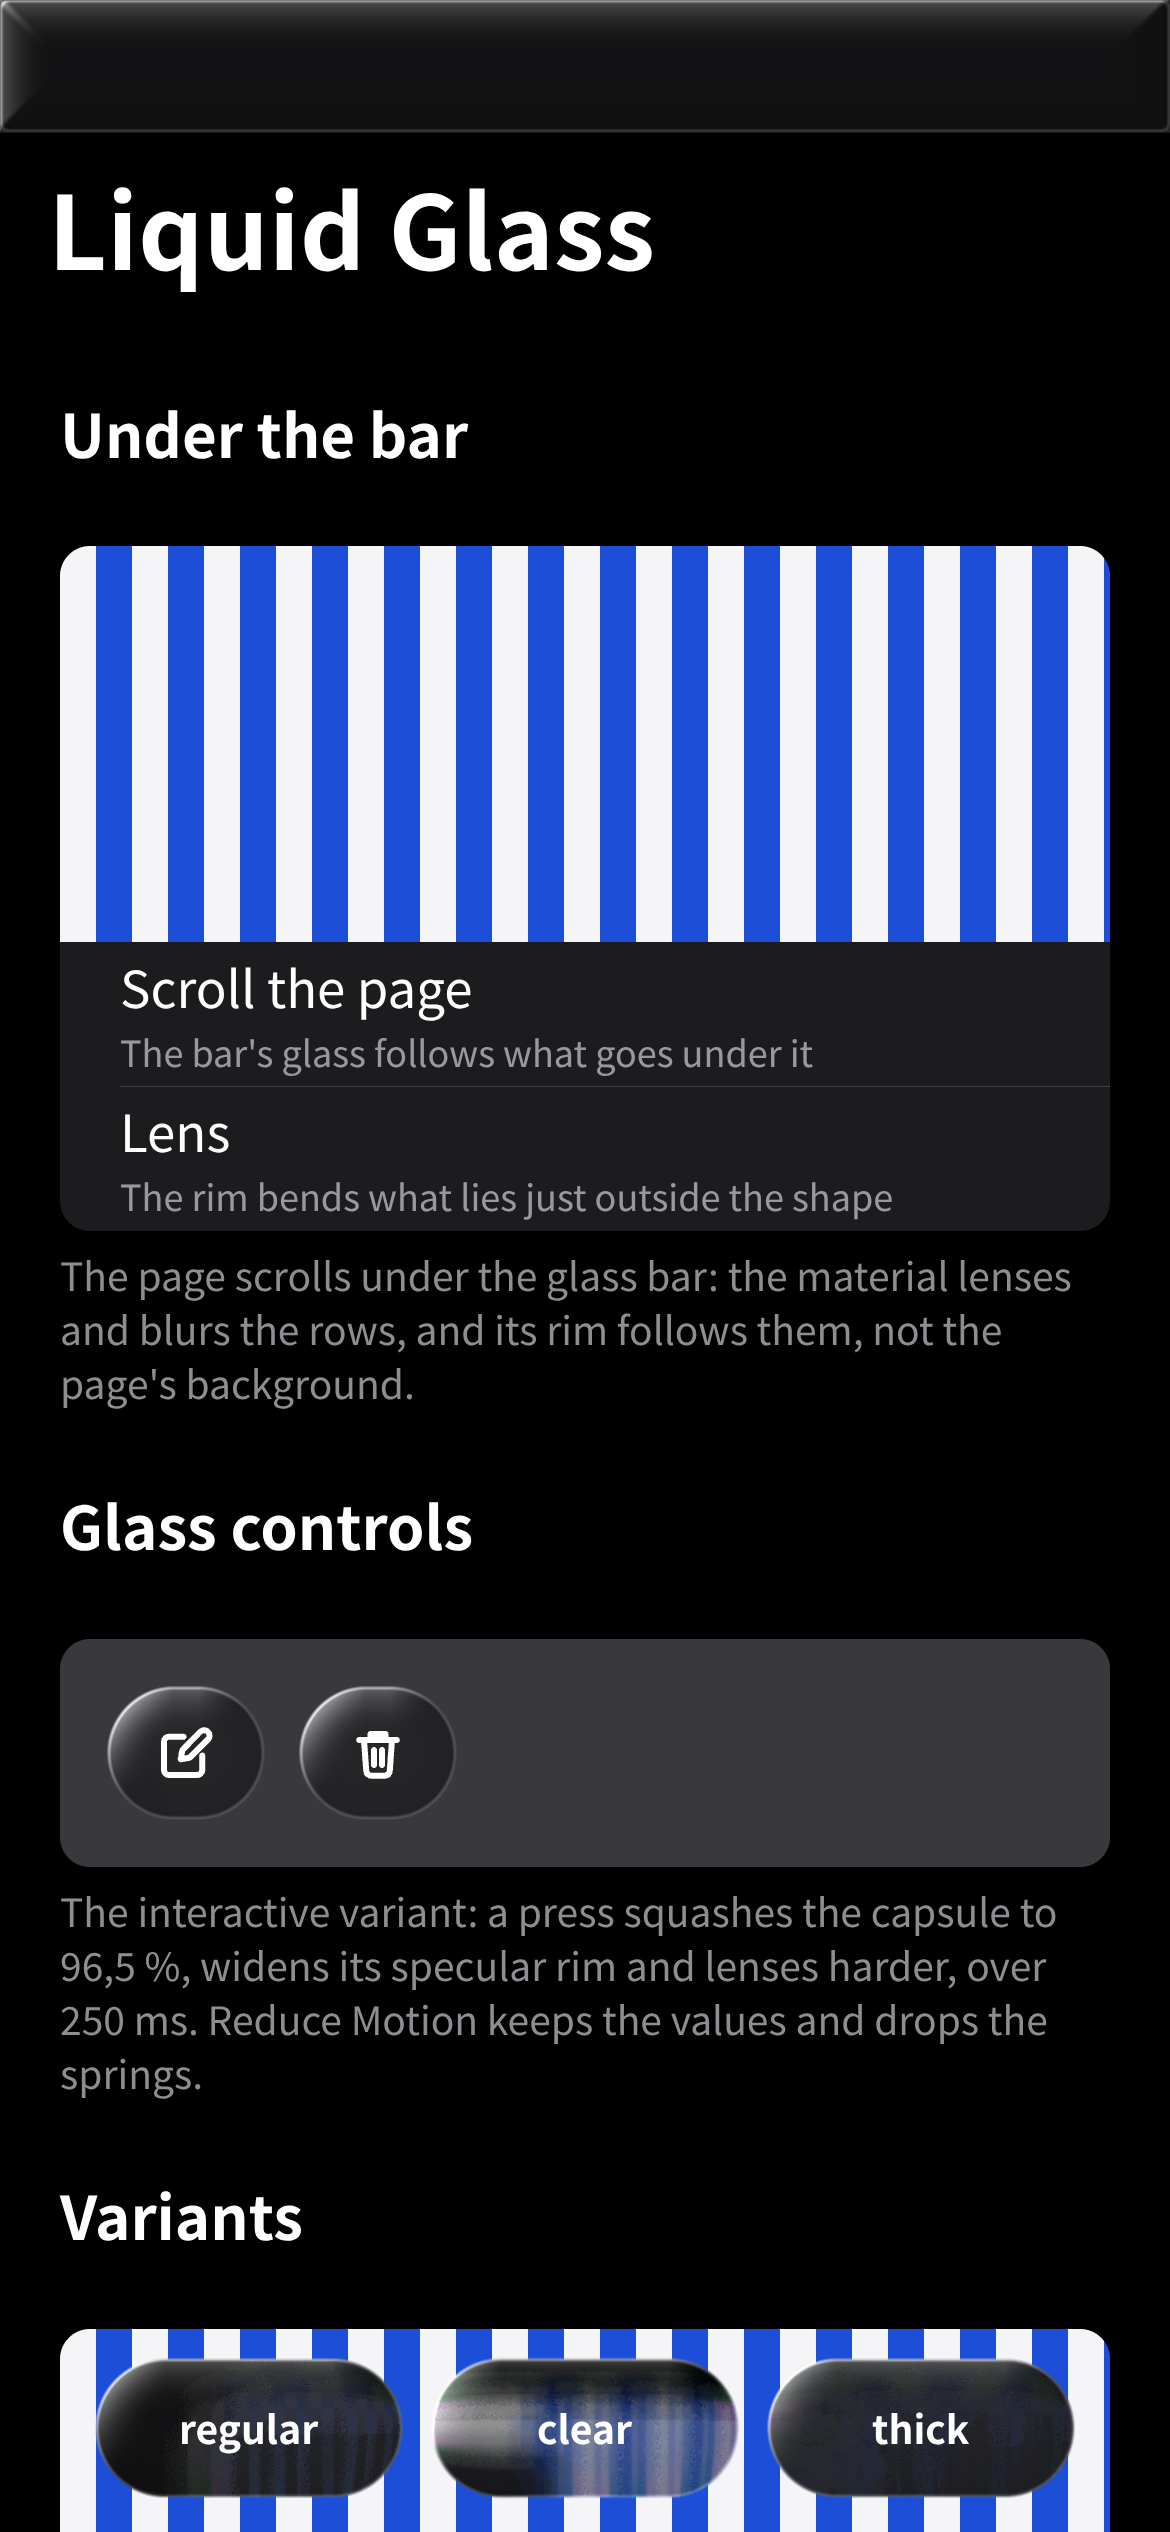 Liquid Glass
Under the bar
Scroll the page
The bar's glass follows what goes under it
Lens
The rim bends what lies just outside the shape
The page scrolls under the glass bar: the material lenses
and blurs the rows, and its rim follows them, not the
page's background.
Glass controls
The interactive variant: a press squashes the capsule to
96,5 %, widens its specular rim and lenses harder, over
250 ms. Reduce Motion keeps the values and drops the
springs.
Variants
regular
clear
thick